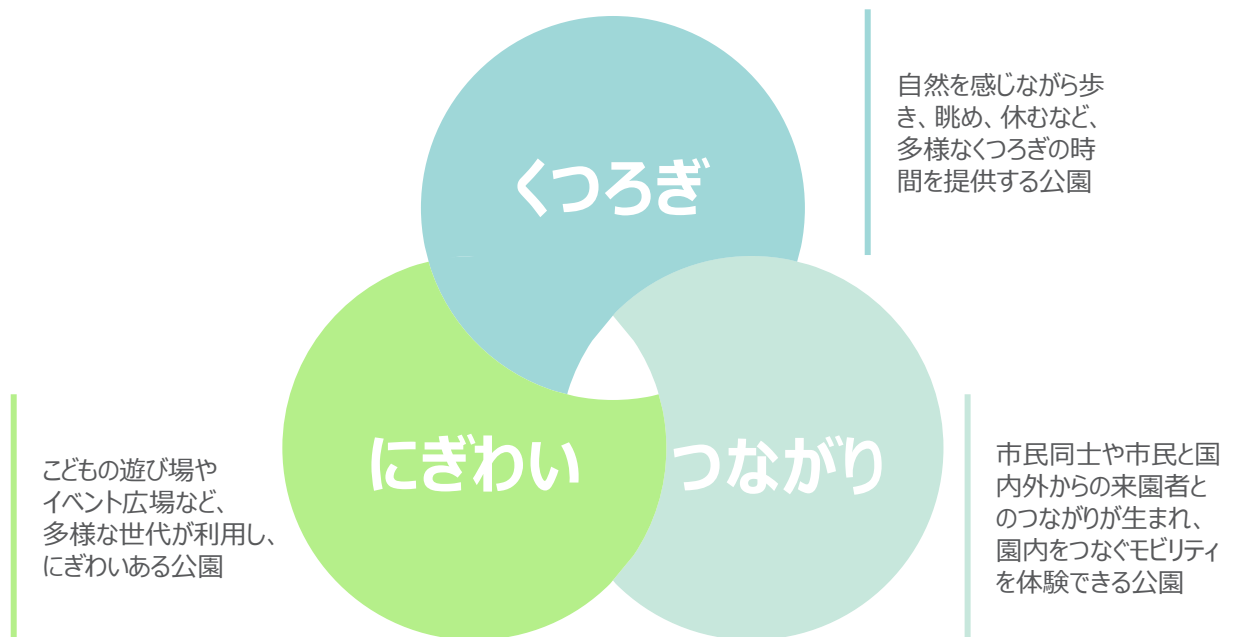 くつろぎ
自然を感じながら歩
き、眺め、休むなど、
多様なくつろぎの時
間を提供する公園
にぎわい
つながり
こどもの遊び場や
イベント広場など、
多様な世代が利用し、
にぎわいある公園
市民同士や市民と国
内外からの来園者と
のつながりが生まれ、
園内をつなぐモビリティ
を体験できる公園